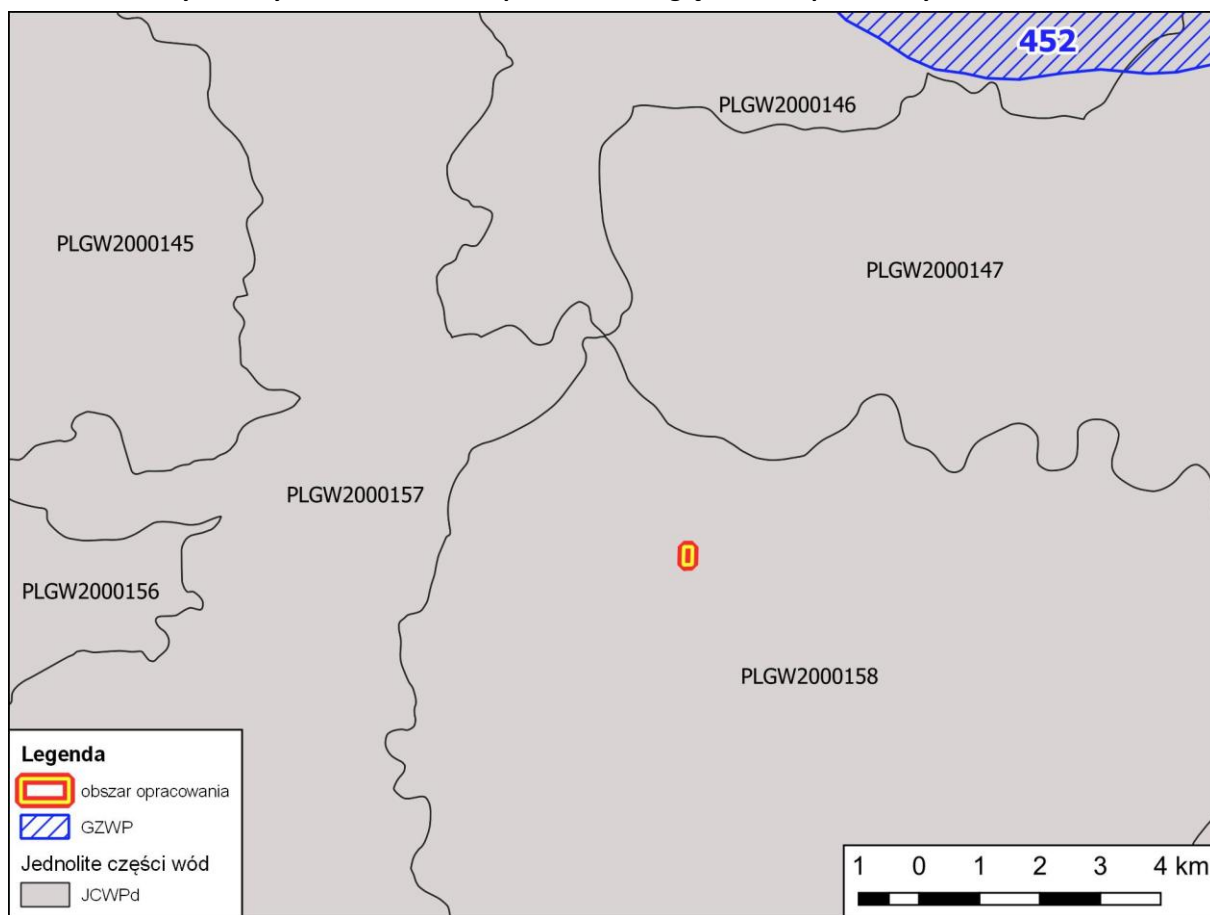 452
PLGW2000146
PLGW2000145
PLGW2000147
PLGW2000157
PLGW2000156
PLGW2000158
Legenda
obszar opracowania
GZWP
Jednolite części wód
JCWPd
1 0 1 2 3 4 km